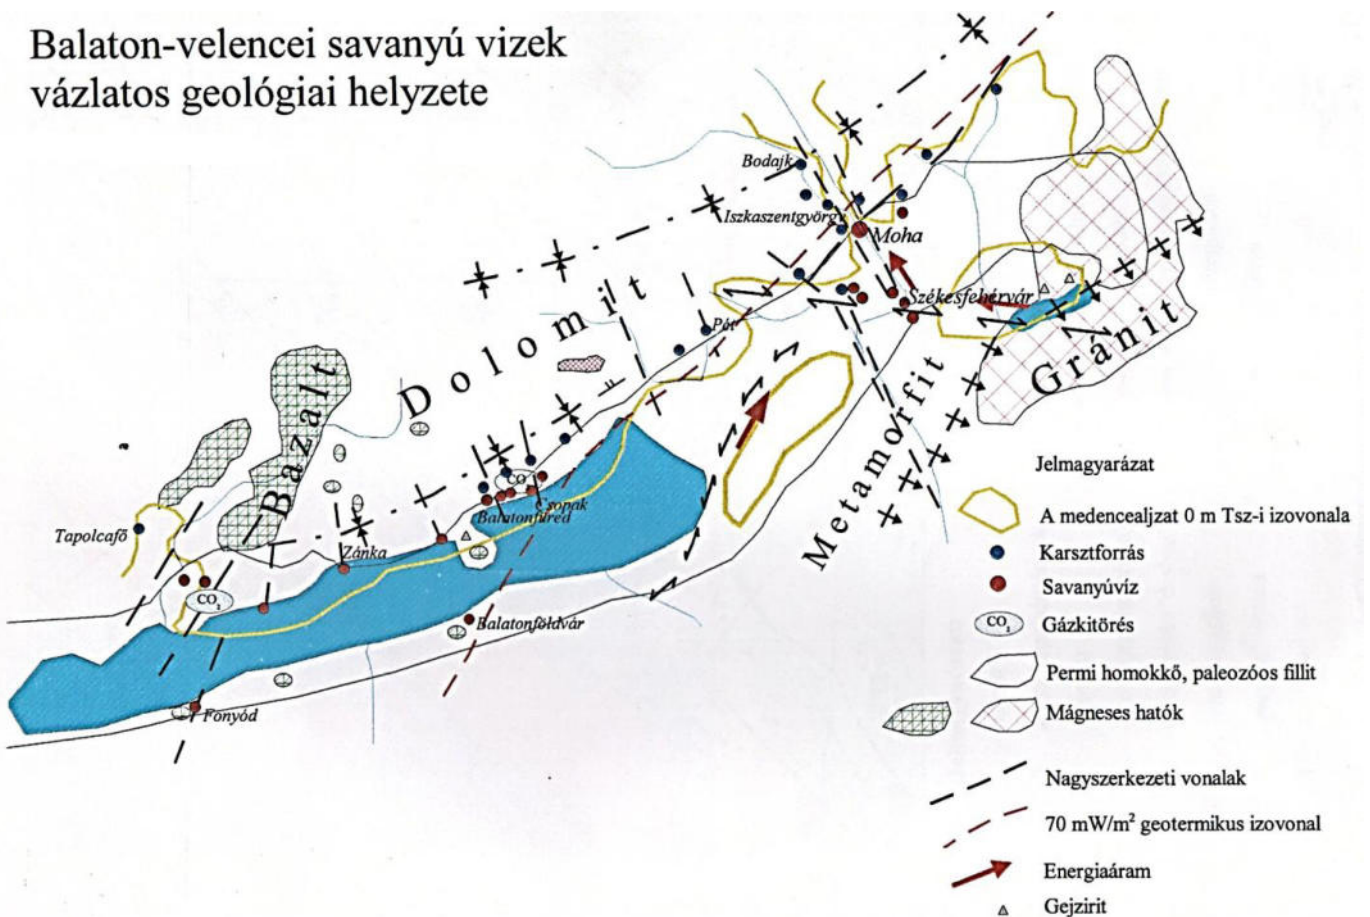 Balaton-velencei savanyú vizek
vázlatos geológiai helyzete
Bodajk
Iszkaszentgyörgy
Moha
Székesfehérvár
Dolomit
Pét
Gránit
Bazalt
Metamorfit
CO
Csopak
Balatonfüred
Tapolcafő
Zánka
CO₂
Balatonföldvár
Fonyód
Jelmagyarázat
A medencealjzat 0 m Tsz-i izovonala
Karsztforrás
Savanyúvíz
CO₂ Gázkitörés
Permi homokkő, paleozóos fillit
Mágneses hatók
Nagyszerkezeti vonalak
70 mW/m² geotermikus izovonal
Energiaáram
Gejzirit